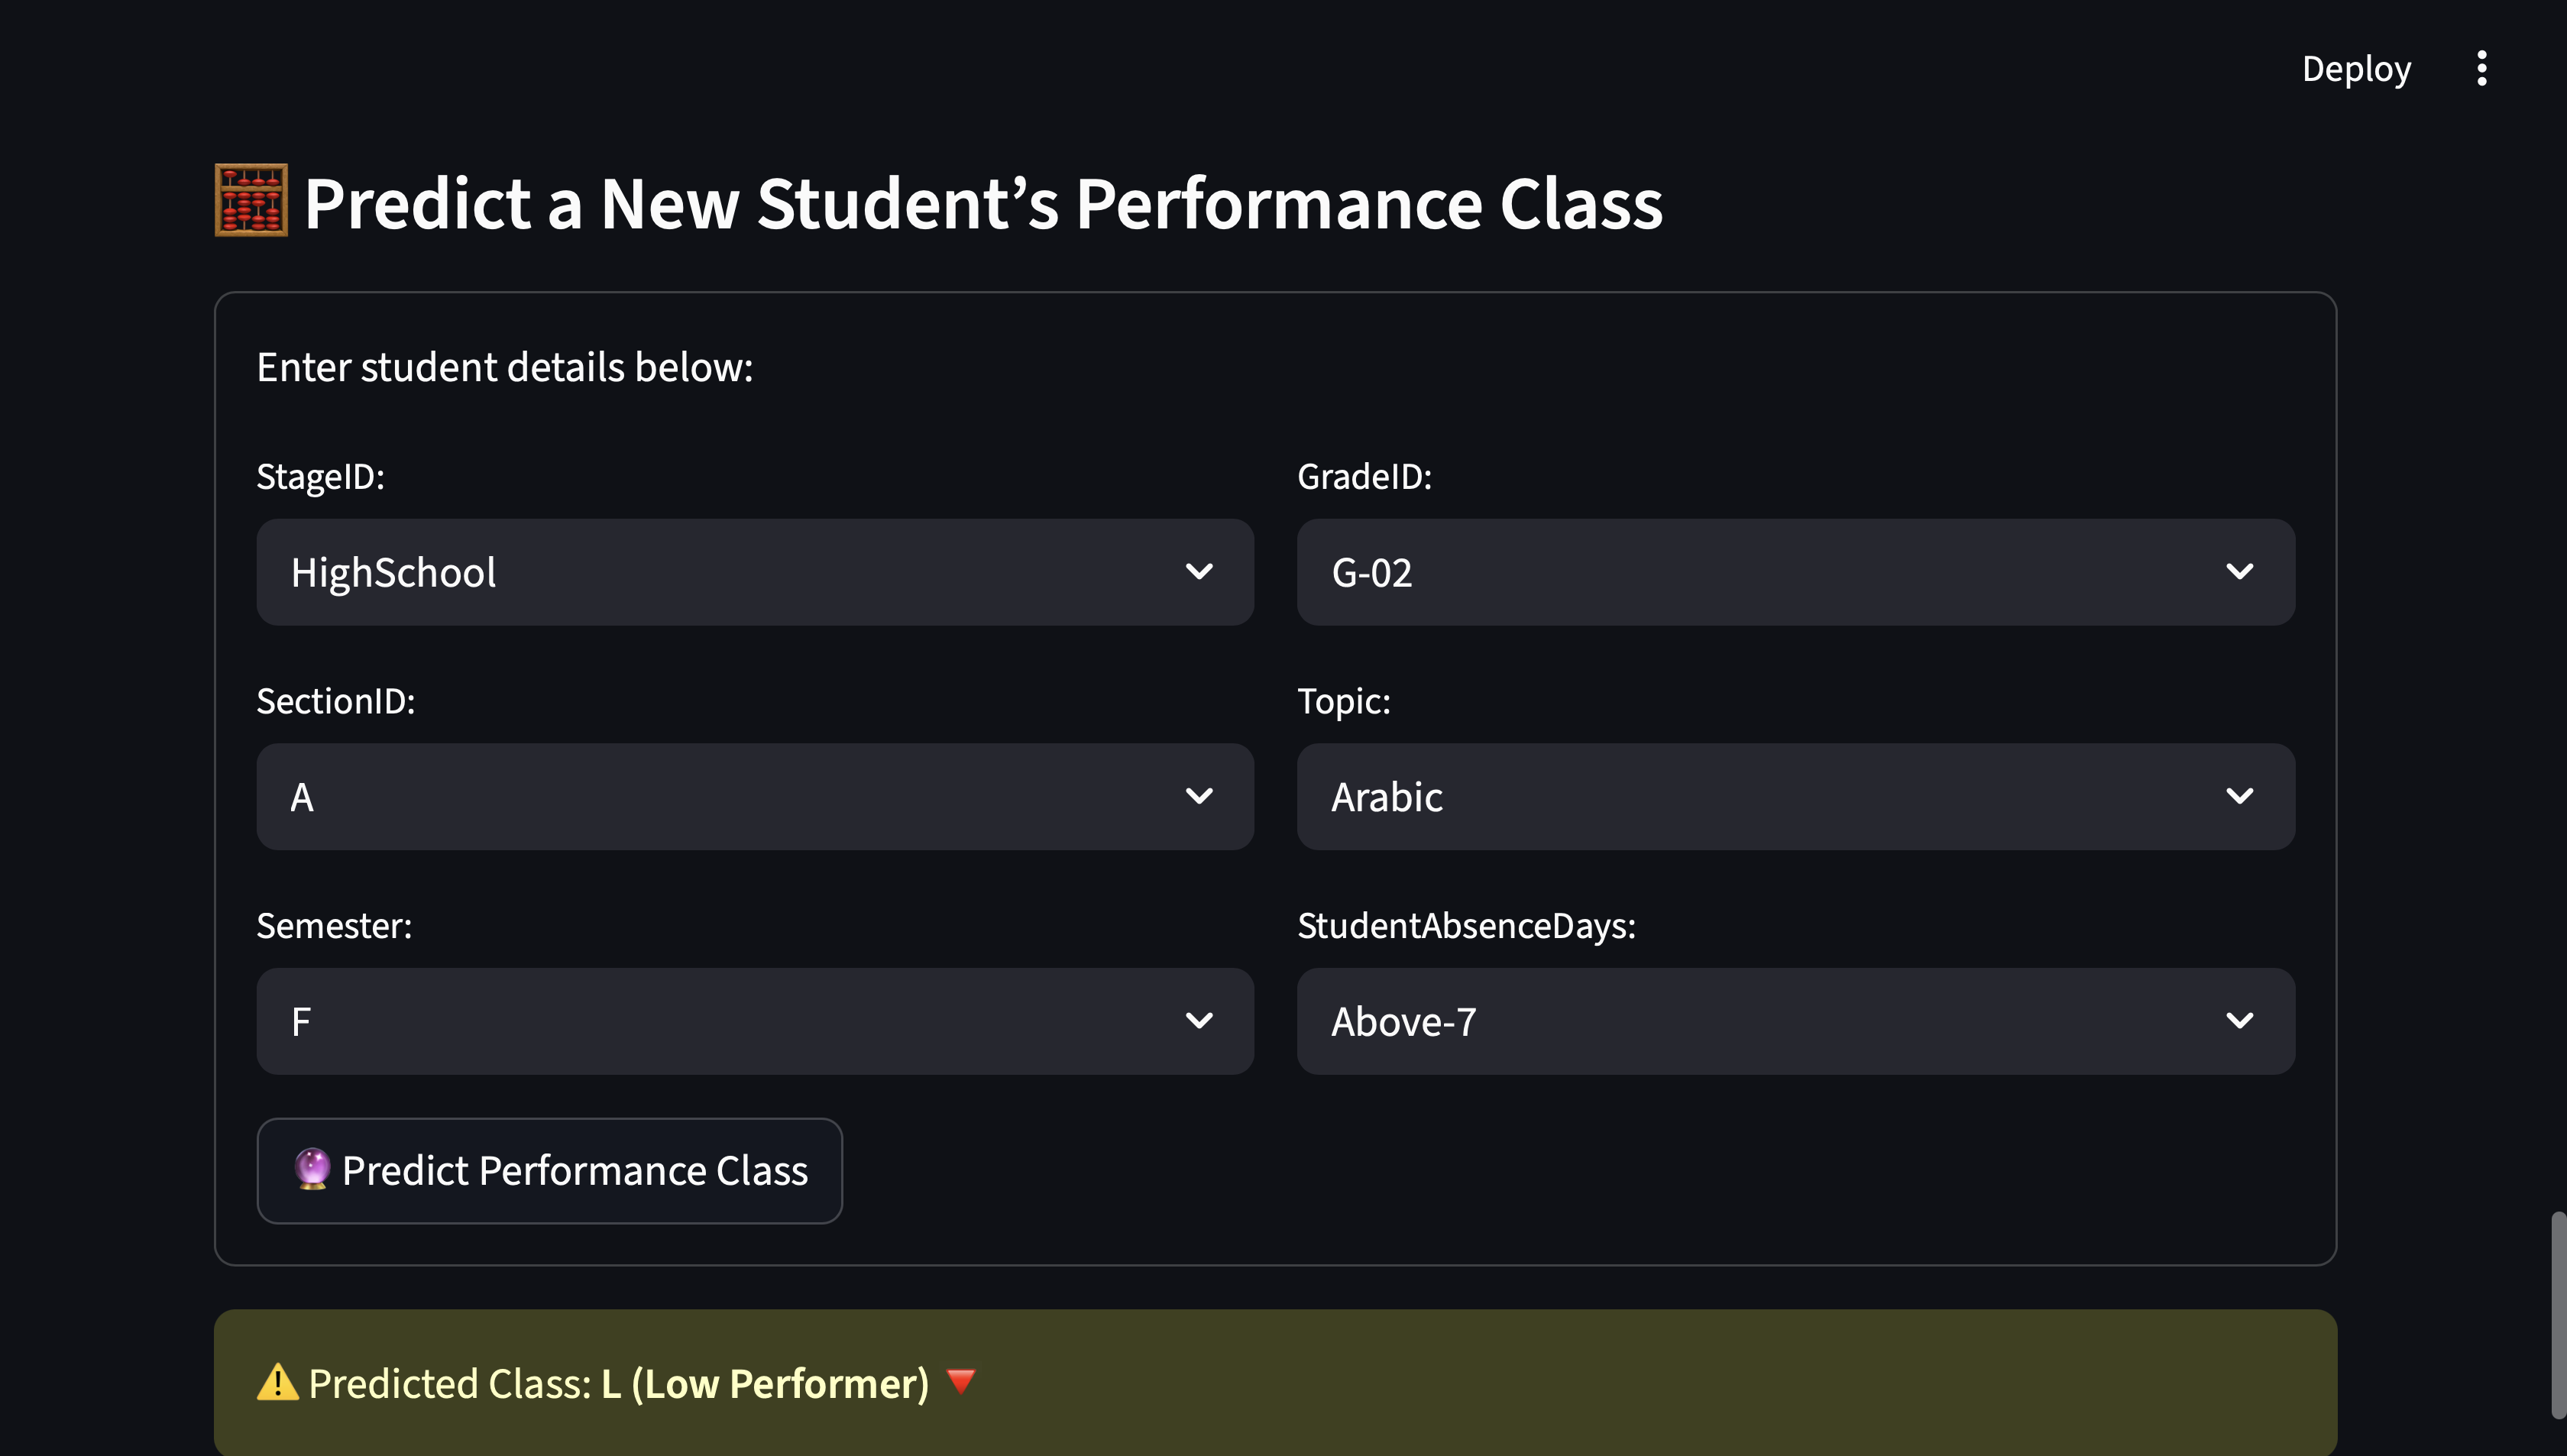 Deploy
🧮 Predict a New Student’s Performance Class
Enter student details below:
StageID:
HighSchool
GradeID:
G-02
SectionID:
A
Topic:
Arabic
Semester:
F
StudentAbsenceDays:
Above-7
🔮 Predict Performance Class
⚠️ Predicted Class: L (Low Performer) 🔻